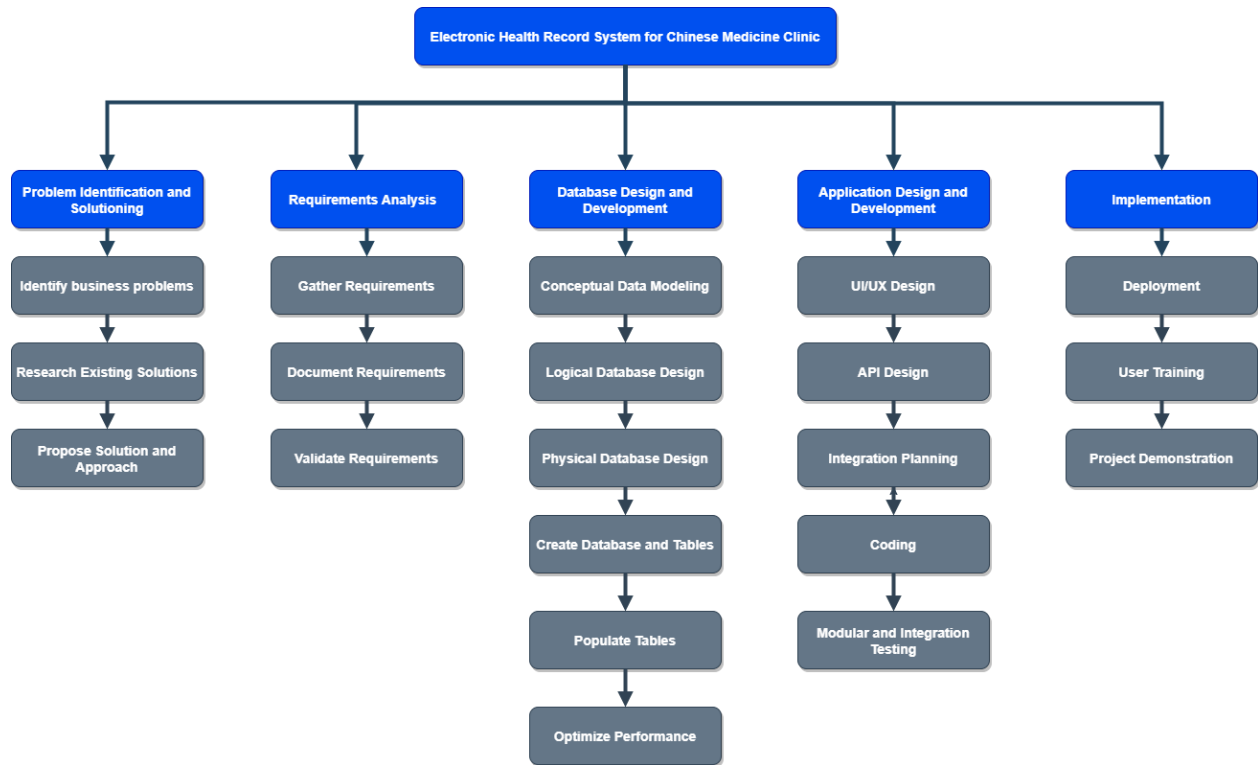 Electronic Health Record System for Chinese Medicine Clinic
Problem Identification and
Solutioning
Identify business problems
Research Existing Solutions
Propose Solution and
Approach
Requirements Analysis
Gather Requirements
Document Requirements
Validate Requirements
Database Design and
Development
Conceptual Data Modeling
Logical Database Design
Physical Database Design
Create Database and Tables
Populate Tables
Optimize Performance
Application Design and
Development
UI/UX Design
API Design
Integration Planning
Coding
Modular and Integration
Testing
Implementation
Deployment
User Training
Project Demonstration